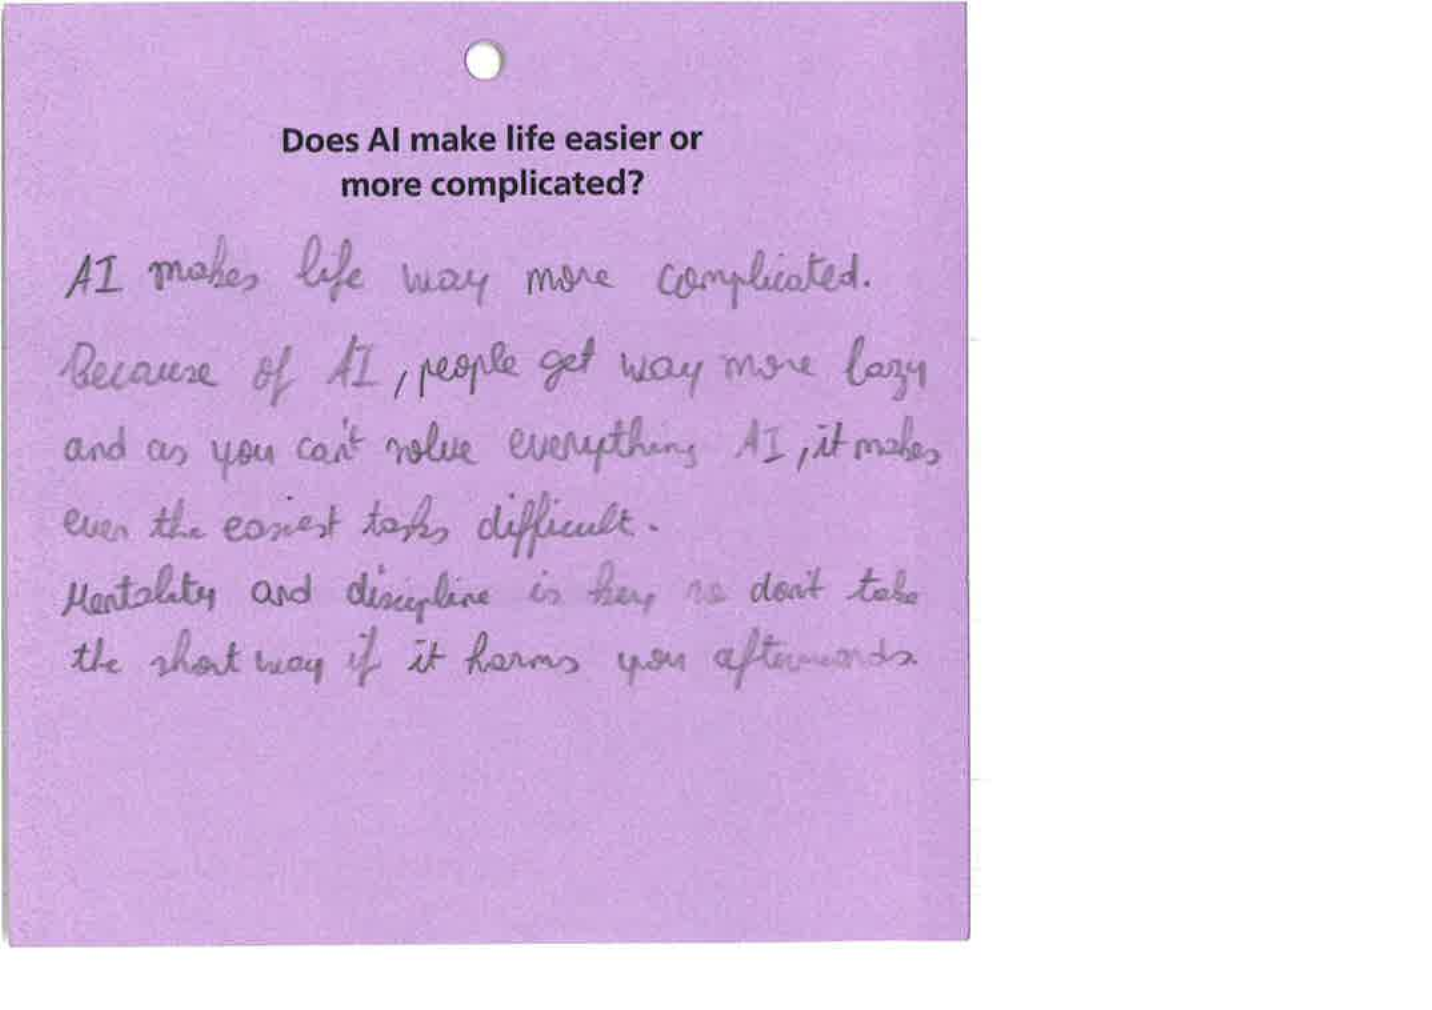 Does AI make life easier or
more complicated?
AI makes life way more complicated.
Because of AI, people get way more lazy
and as you can't solve everything AI, it makes
even the easiest tasks difficult.
Mentality and discipline is key so don't take
the short way if it harms you afterwards.